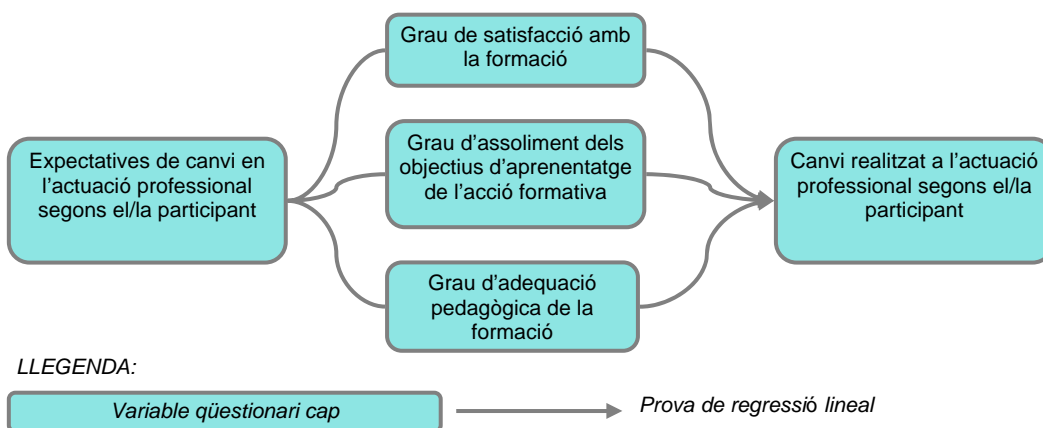 Grau de satisfacció amb
la formació
Expectatives de canvi en
l'actuació professional
segons el/la participant
Grau d'assoliment dels
objectius d'aprenentatge
de l'acció formativa
Canvi realitzat a l'actuació
professional segons el/la
participant
Grau d'adequació
pedagògica de la
formació
LLEGENDA:
Variable qüestionari cap
Prova de regressió lineal